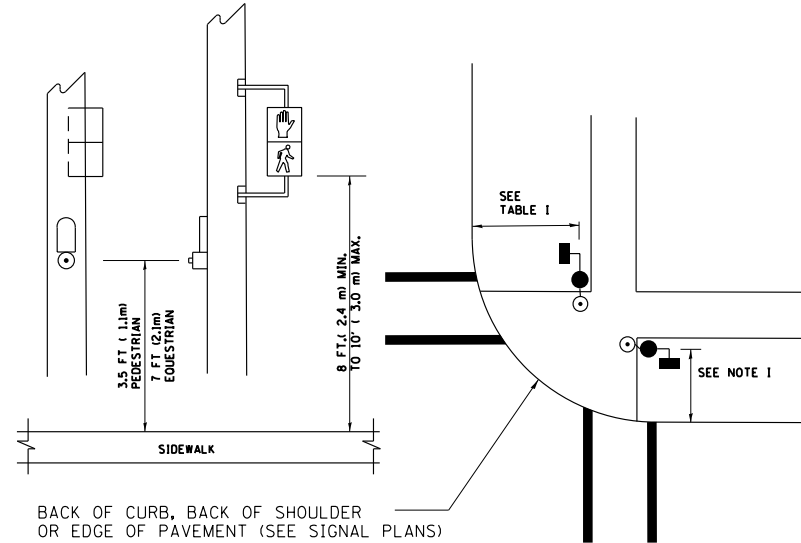 SEE
TABLE I
3.5 FT ( 1.1m)
PEDESTRIAN
7 FT (2.1m)
EQUESTRIAN
8 FT.( 2.4 m) MIN.
TO 10' ( 3.0 m) MAX.
SEE NOTE I
SIDEWALK
BACK OF CURB, BACK OF SHOULDER
OR EDGE OF PAVEMENT (SEE SIGNAL PLANS)